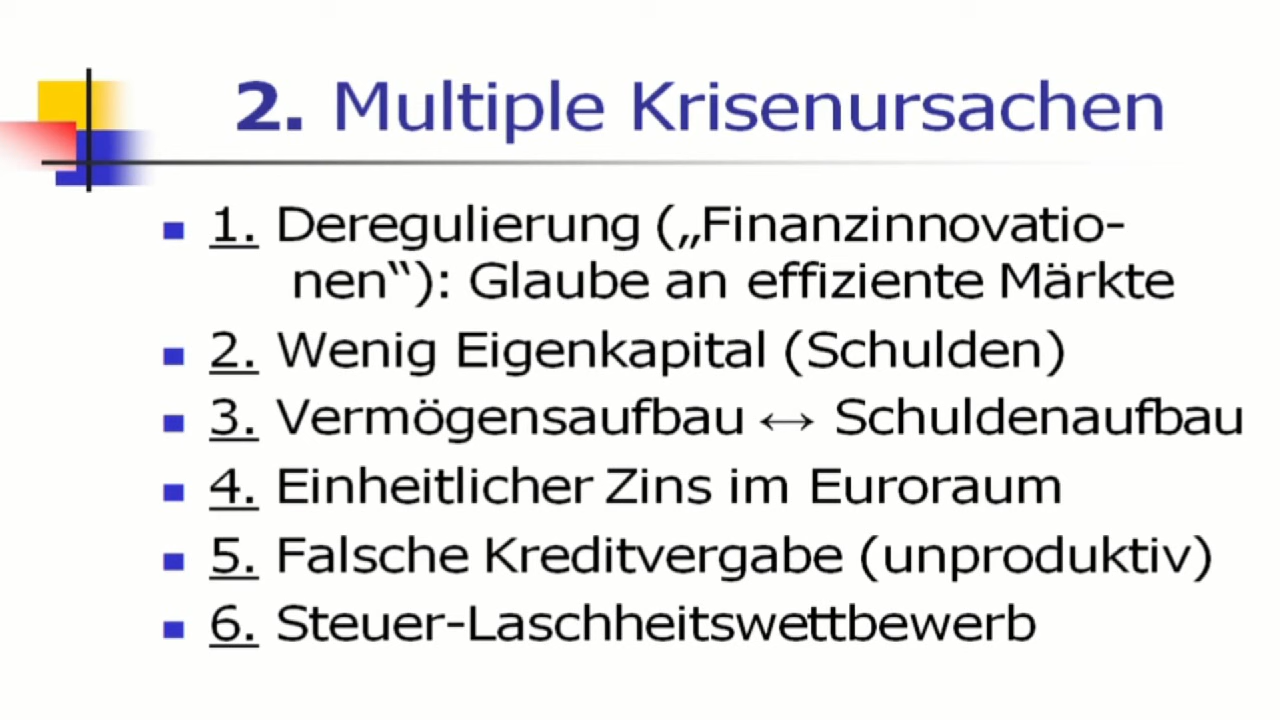 2. Multiple Krisenursachen
1. Deregulierung („Finanzinnovatio-
nen“): Glaube an effiziente Märkte
2. Wenig Eigenkapital (Schulden)
3. Vermögensaufbau ↔ Schuldenaufbau
4. Einheitlicher Zins im Euroraum
5. Falsche Kreditvergabe (unproduktiv)
6. Steuer-Laschheitswettbewerb